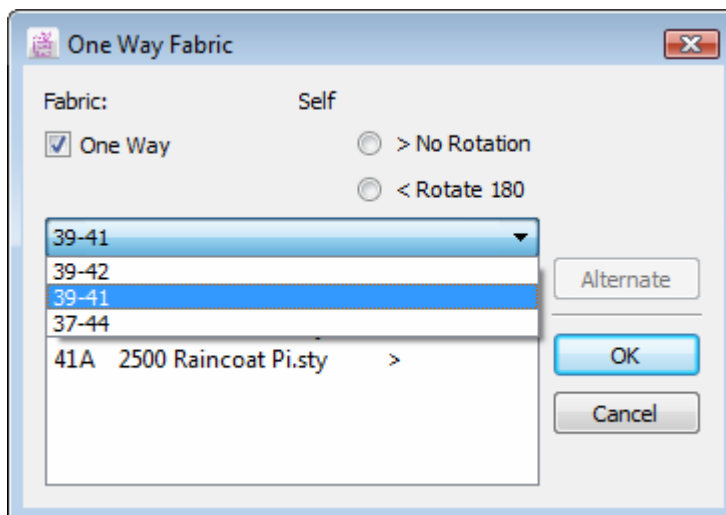 One Way Fabric
Fabric: Self
One Way
> No Rotation
< Rotate 180
39-41
39-42
39-41
37-44
Alternate
41A 2500 Raincoat Pi.sty >
OK
Cancel